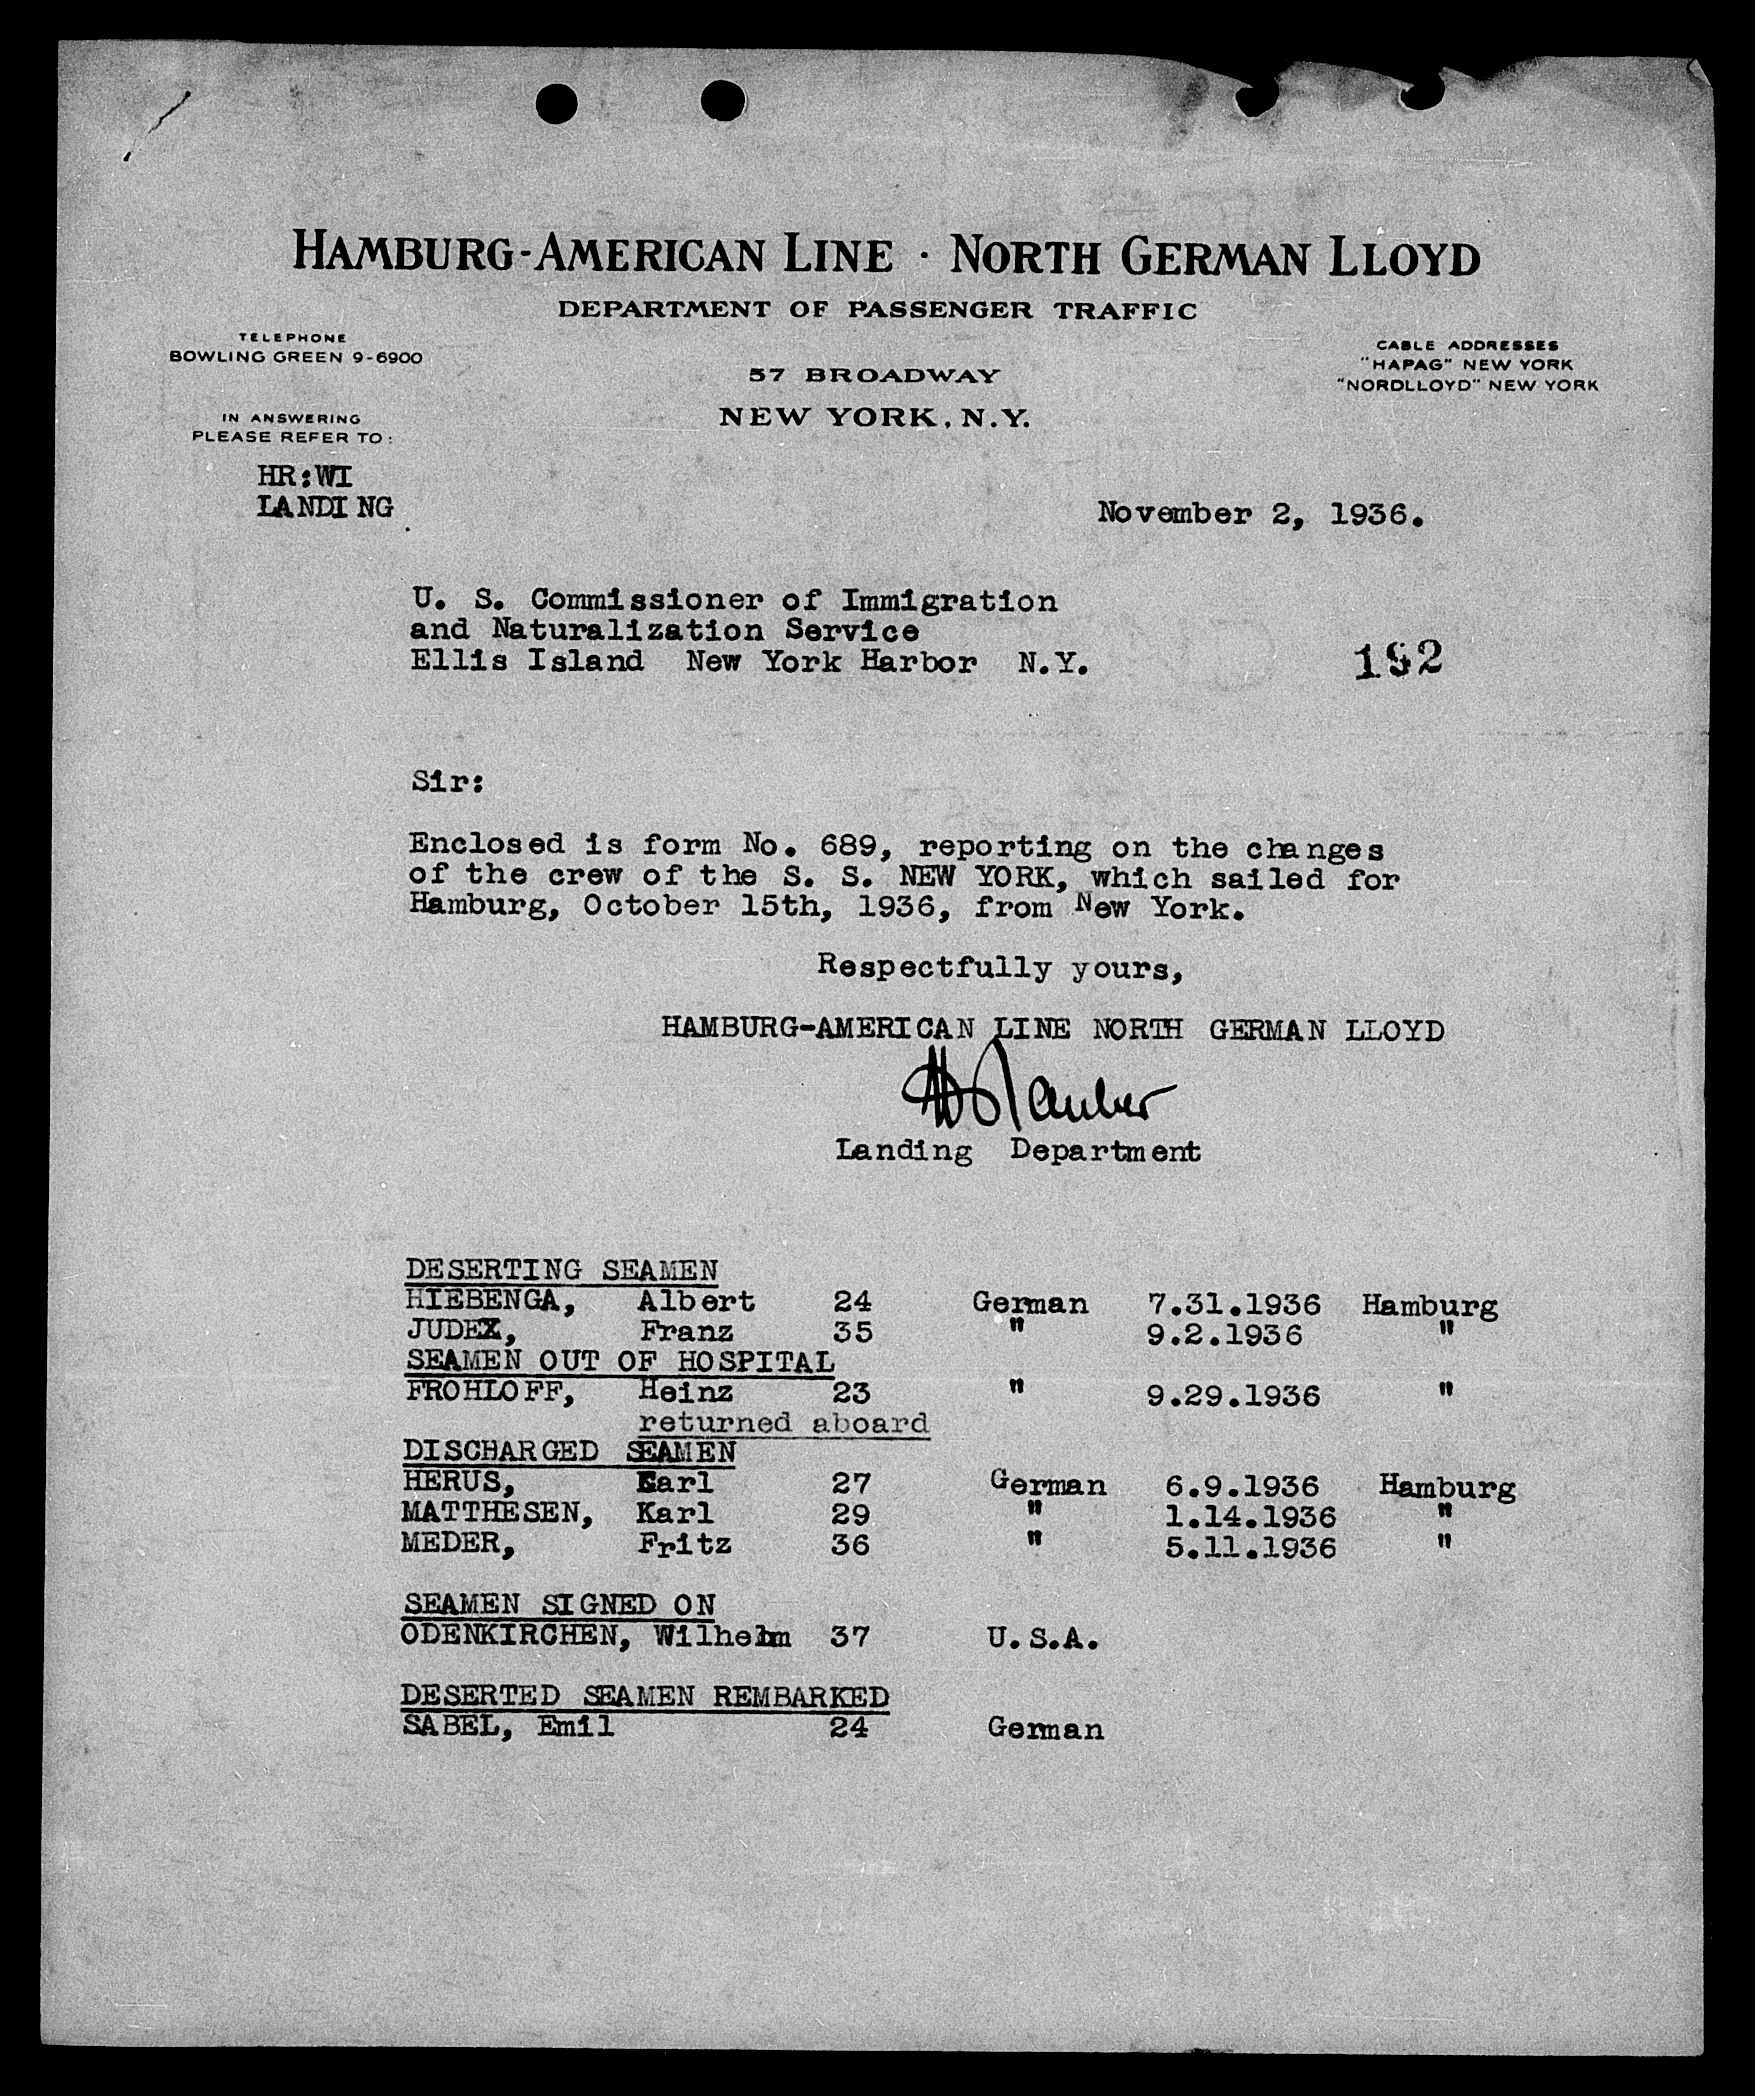 HAMBURG-AMERICAN LINE · NORTH GERMAN LLOYD
DEPARTMENT OF PASSENGER TRAFFIC
TELEPHONE
BOWLING GREEN 9-6900
CABLE ADDRESSES
"HAPAG" NEW YORK
"NORDLLOYD" NEW YORK
57 BROADWAY
NEW YORK, N.Y.
IN ANSWERING
PLEASE REFER TO:
HR:WI
LANDING
November 2, 1936.
U. S. Commissioner of Immigration
and Naturalization Service
Ellis Island New York Harbor N.Y.
192
Sir:
Enclosed is form No. 689, reporting on the changes
of the crew of the S. S. NEW YORK, which sailed for
Hamburg, October 15th, 1936, from New York.
Respectfully yours,
HAMBURG-AMERICAN LINE NORTH GERMAN LLOYD
Landing Department
DESERTING SEAMEN
HIEBENGA, Albert 24 German 7.31.1936 Hamburg
JUDEX, Franz 35 " 9.2.1936 "
SEAMEN OUT OF HOSPITAL
FROHLOFF, Heinz 23 " 9.29.1936 "
returned aboard
DISCHARGED SEAMEN
HERUS, Karl 27 German 6.9.1936 Hamburg
MATTHESEN, Karl 29 " 1.14.1936 "
MEDER, Fritz 36 " 5.11.1936 "
SEAMEN SIGNED ON
ODENKIRCHEN, Wilhelm 37 U.S.A.
DESERTED SEAMEN REMBARKED
SABEL, Emil 24 German